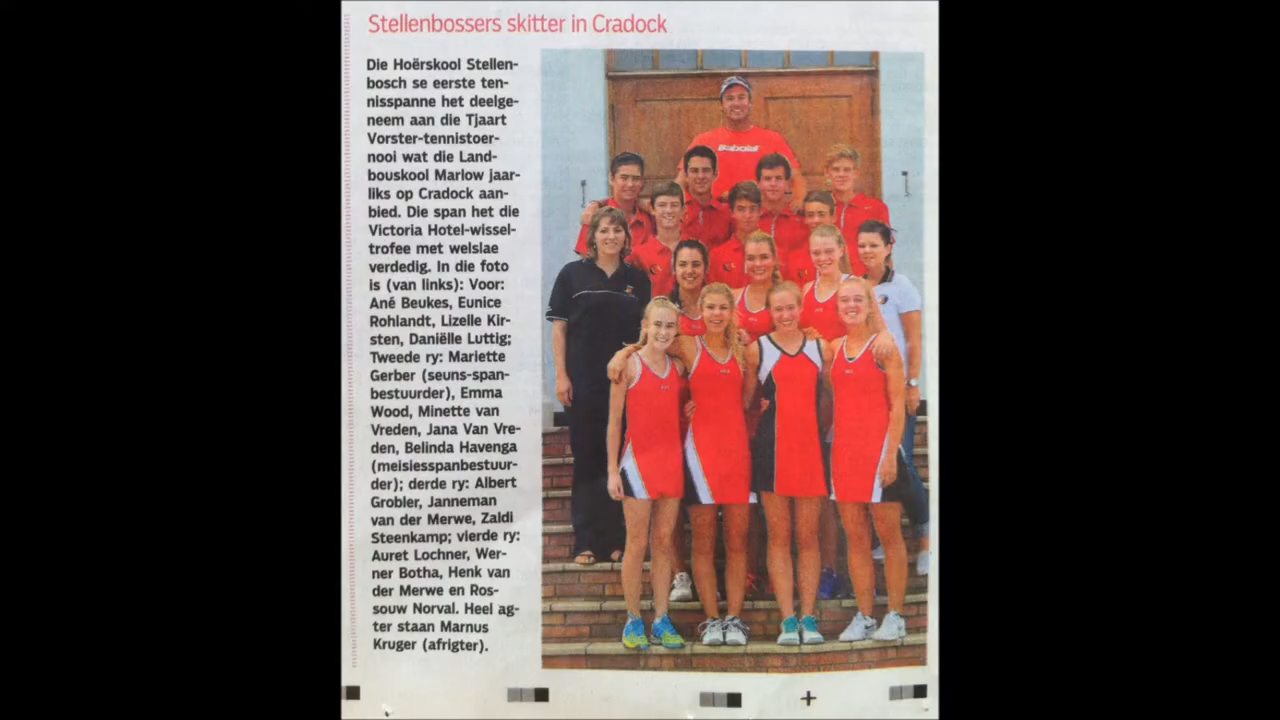 Stellenbossers skitter in Cradock
Die Hoërskool Stellen-
bosch se eerste ten-
nisspanne het deelge-
neem aan die Tjaart
Vorster-tennistoer-
nooi wat die Land-
bouskool Marlow jaar-
liks op Cradock aan-
bied. Die span het die
Victoria Hotel-wissel-
trofee met welslae
verdedig. In die foto
is (van links): Voor:
Ané Beukes, Eunice
Rohlandt, Lizelle Kir-
sten, Daniëlle Luttig;
Tweede ry: Mariette
Gerber (seuns-span-
bestuurder), Emma
Wood, Minette van
Vreden, Jana Van Vre-
den, Belinda Havenga
(meisiesspanbestuur-
der); derde ry: Albert
Grobler, Janneman
van der Merwe, Zaldi
Steenkamp; vierde ry:
Auret Lochner, Wer-
ner Botha, Henk van
der Merwe en Ros-
souw Norval. Heel ag-
ter staan Marnus
Kruger (afrigter).
Babolat